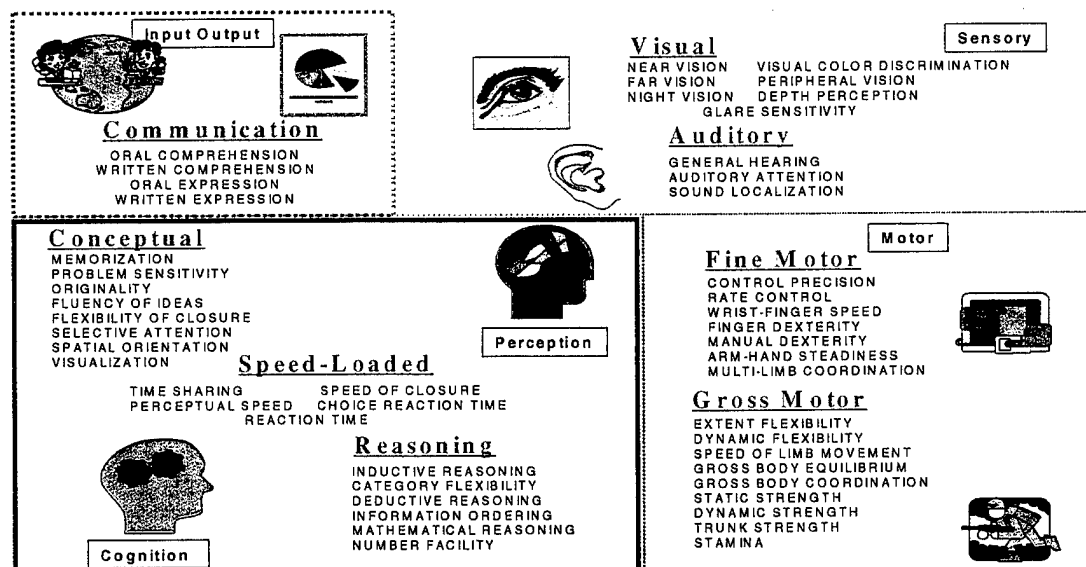 Input Output
Communication
ORAL COMPREHENSION
WRITTEN COMPREHENSION
ORAL EXPRESSION
WRITTEN EXPRESSION
Sensory
Visual
NEAR VISION VISUAL COLOR DISCRIMINATION
FAR VISION PERIPHERAL VISION
NIGHT VISION DEPTH PERCEPTION
GLARE SENSITIVITY
Auditory
GENERAL HEARING
AUDITORY ATTENTION
SOUND LOCALIZATION
Conceptual
MEMORIZATION
PROBLEM SENSITIVITY
ORIGINALITY
FLUENCY OF IDEAS
FLEXIBILITY OF CLOSURE
SELECTIVE ATTENTION
SPATIAL ORIENTATION
VISUALIZATION
Perception
Speed-Loaded
TIME SHARING SPEED OF CLOSURE
PERCEPTUAL SPEED CHOICE REACTION TIME
REACTION TIME
Reasoning
INDUCTIVE REASONING
CATEGORY FLEXIBILITY
DEDUCTIVE REASONING
INFORMATION ORDERING
MATHEMATICAL REASONING
NUMBER FACILITY
Cognition
Motor
Fine Motor
CONTROL PRECISION
RATE CONTROL
WRIST-FINGER SPEED
FINGER DEXTERITY
MANUAL DEXTERITY
ARM-HAND STEADINESS
MULTI-LIMB COORDINATION
Gross Motor
EXTENT FLEXIBILITY
DYNAMIC FLEXIBILITY
SPEED OF LIMB MOVEMENT
GROSS BODY EQUILIBRIUM
GROSS BODY COORDINATION
STATIC STRENGTH
DYNAMIC STRENGTH
TRUNK STRENGTH
STAMINA